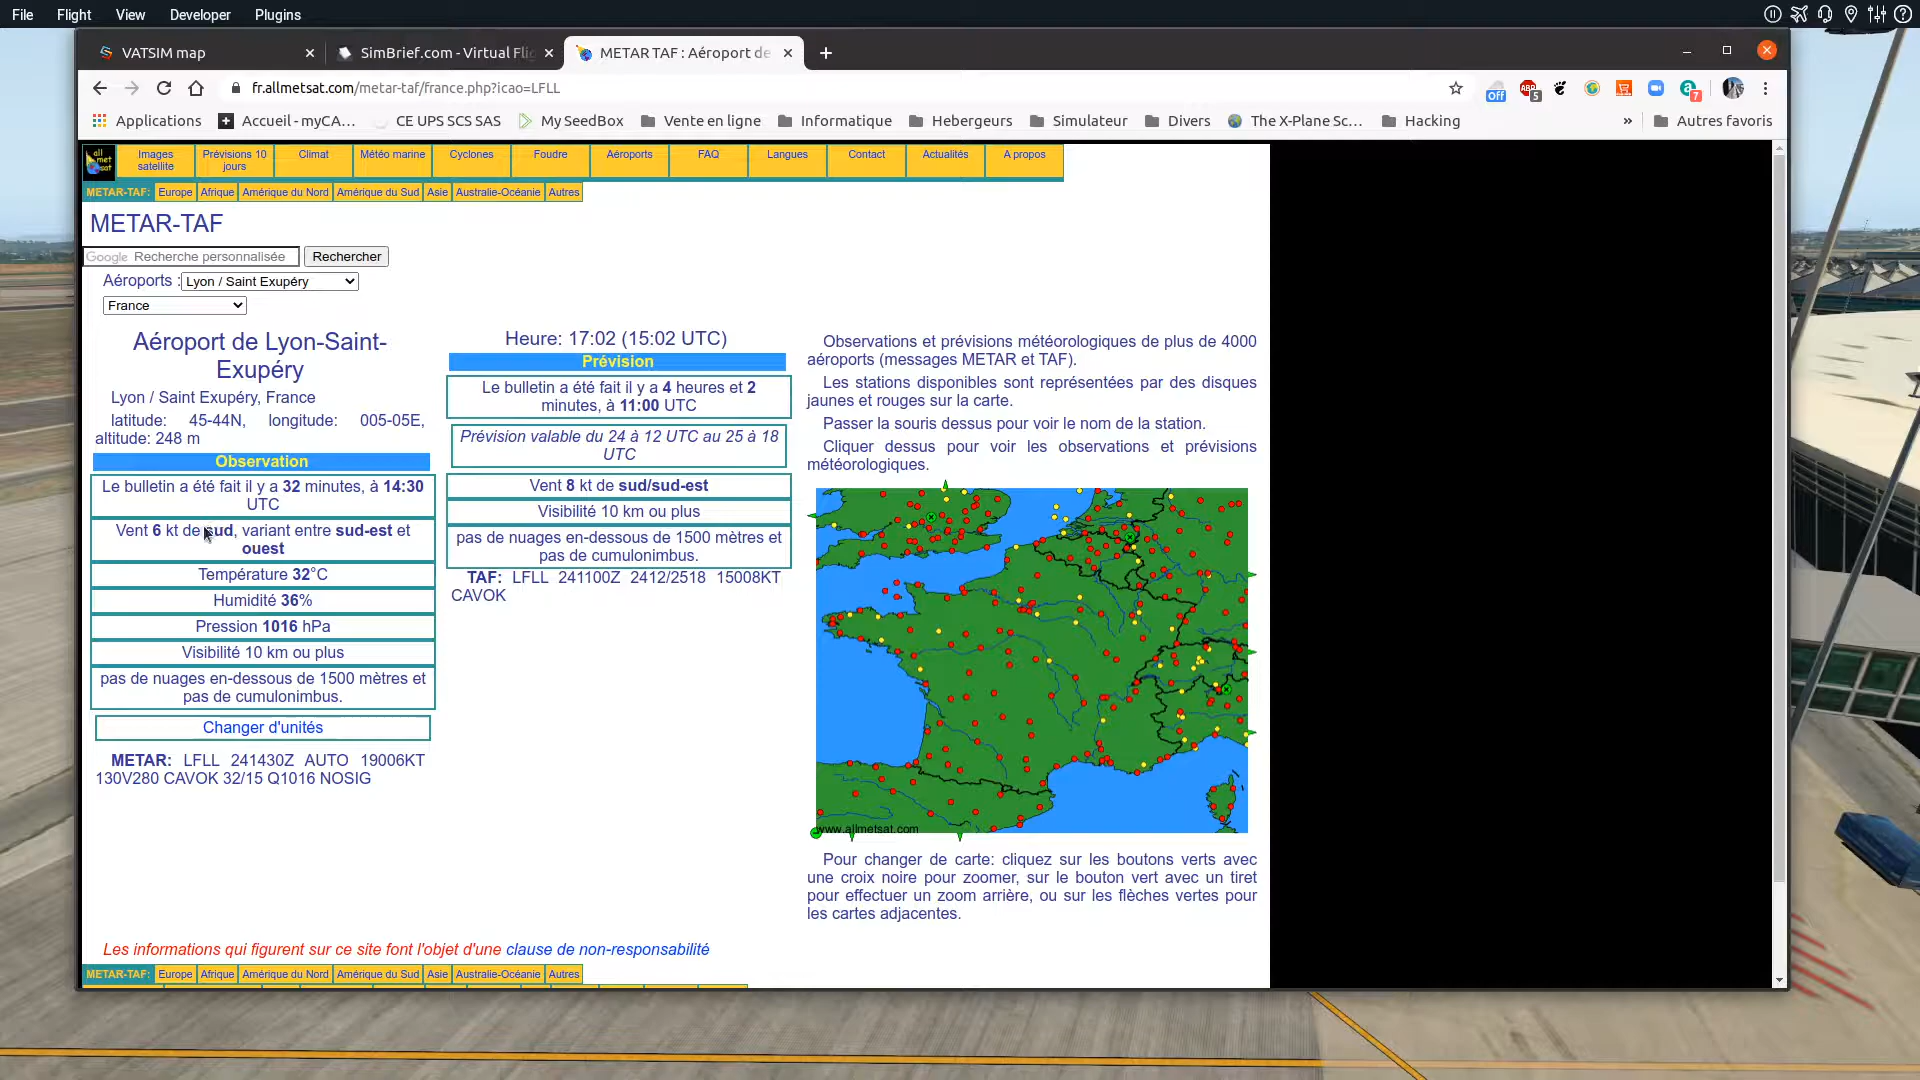 File Flight View Developer Plugins
VATSIM map
SimBrief.com - Virtual Fli
METAR TAF : Aéroport de
fr.allmetsat.com/metar-taf/france.php?icao=LFLL
Off ABP 5 7
Applications Accueil - myCA… CE UPS SCS SAS My SeedBox Vente en ligne Informatique Hebergeurs Simulateur Divers The X-Plane Sc… Hacking » Autres favoris
all met sat
Images satellite Prévisions 10 jours Climat Météo marine Cyclones Foudre Aéroports FAQ Langues Contact Actualités A propos
METAR-TAF: Europe Afrique Amérique du Nord Amérique du Sud Asie Australie-Océanie Autres
METAR-TAF
Google Recherche personnalisée Rechercher
Aéroports : Lyon / Saint Exupéry
France
Aéroport de Lyon-Saint-
Exupéry
Lyon / Saint Exupéry, France
latitude: 45-44N, longitude: 005-05E,
altitude: 248 m
Observation
Le bulletin a été fait il y a 32 minutes, à 14:30
UTC
Vent 6 kt de sud, variant entre sud-est et
ouest
Température 32°C
Humidité 36%
Pression 1016 hPa
Visibilité 10 km ou plus
pas de nuages en-dessous de 1500 mètres et
pas de cumulonimbus.
Changer d'unités
METAR: LFLL 241430Z AUTO 19006KT
130V280 CAVOK 32/15 Q1016 NOSIG
Heure: 17:02 (15:02 UTC)
Prévision
Le bulletin a été fait il y a 4 heures et 2
minutes, à 11:00 UTC
Prévision valable du 24 à 12 UTC au 25 à 18
UTC
Vent 8 kt de sud/sud-est
Visibilité 10 km ou plus
pas de nuages en-dessous de 1500 mètres et
pas de cumulonimbus.
TAF: LFLL 241100Z 2412/2518 15008KT
CAVOK
Observations et prévisions météorologiques de plus de 4000
aéroports (messages METAR et TAF).
Les stations disponibles sont représentées par des disques
jaunes et rouges sur la carte.
Passer la souris dessus pour voir le nom de la station.
Cliquer dessus pour voir les observations et prévisions
météorologiques.
www.allmetsat.com
Pour changer de carte: cliquez sur les boutons verts avec
une croix noire pour zoomer, sur le bouton vert avec un tiret
pour effectuer un zoom arrière, ou sur les flèches vertes pour
les cartes adjacentes.
Les informations qui figurent sur ce site font l'objet d'une clause de non-responsabilité
METAR-TAF: Europe Afrique Amérique du Nord Amérique du Sud Asie Australie-Océanie Autres